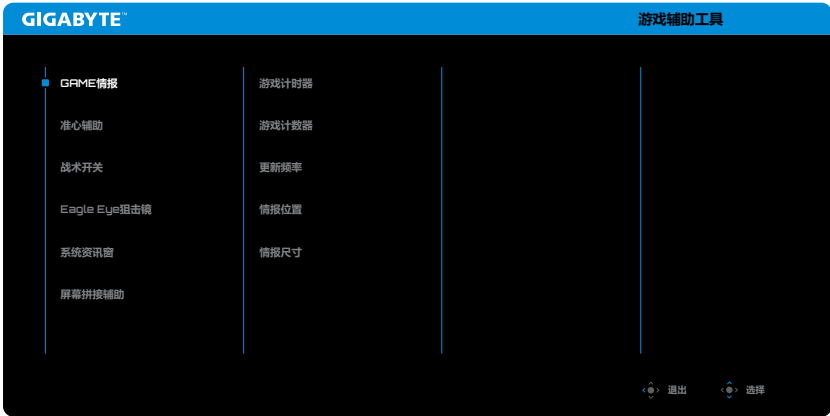 GIGABYTE™ 游戏辅助工具
GAME情报 游戏计时器
准心辅助 游戏计数器
战术开关 更新频率
Eagle Eye狙击镜 情报位置
系统资讯窗 情报尺寸
屏幕拼接辅助
退出 选择